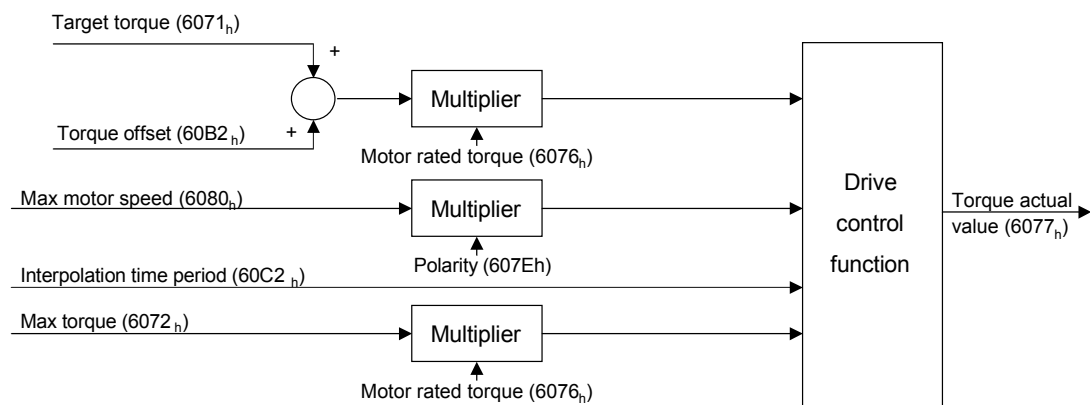 Target torque (6071h)
+
Multiplier
Torque offset (60B2 h)
+
Motor rated torque (6076h)
Max motor speed (6080h)
Multiplier
Polarity (607Eh)
Interpolation time period (60C2 h)
Max torque (6072 h)
Multiplier
Motor rated torque (6076h)
Drive
control
function
Torque actual
value (6077h)